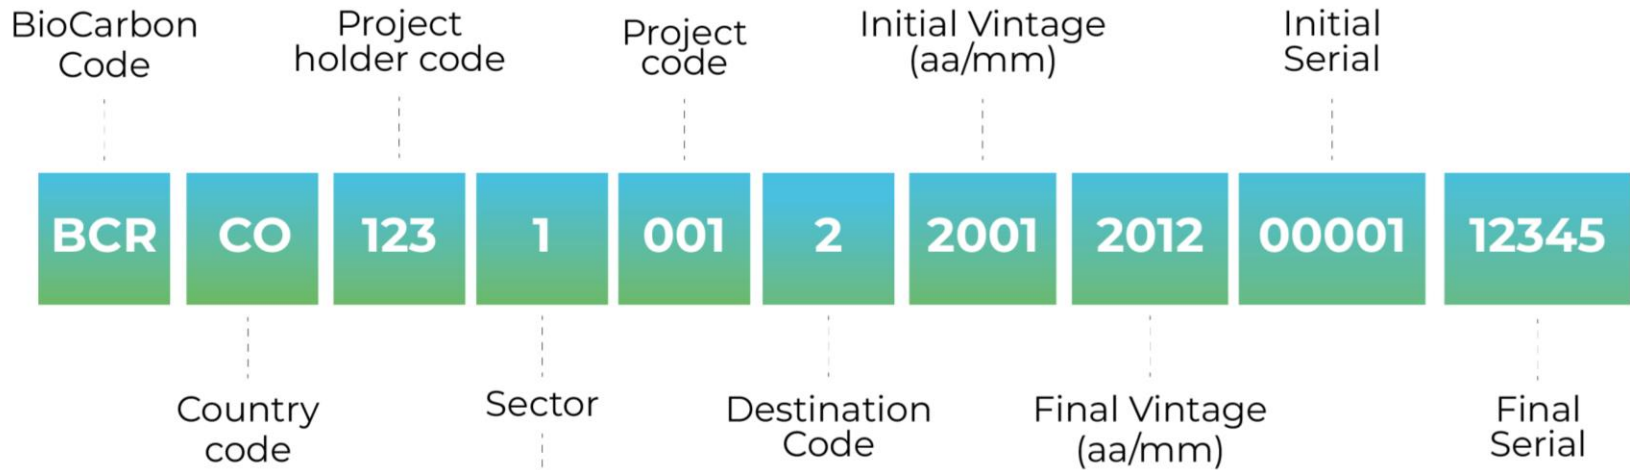 BioCarbon
Code
Project
holder code
Project
code
Initial Vintage
(aa/mm)
Initial
Serial
BCR CO 123 1 001 2 2001 2012 00001 12345
Country
code
Sector
Destination
Code
Final Vintage
(aa/mm)
Final
Serial